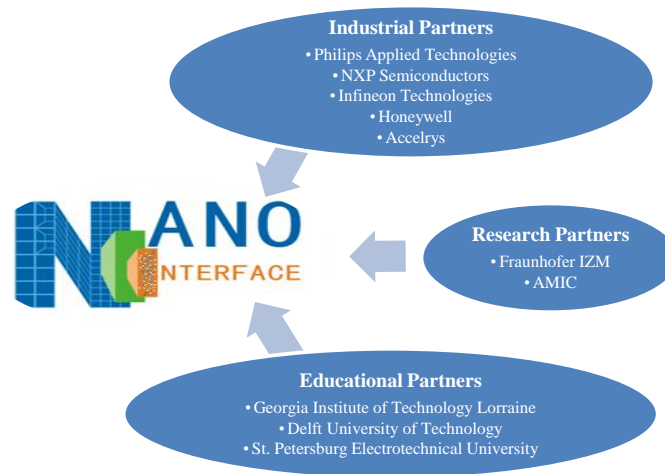 Industrial Partners
• Philips Applied Technologies
• NXP Semiconductors
• Infineon Technologies
• Honeywell
• Accelrys
NANO
INTERFACE
Research Partners
• Fraunhofer IZM
• AMIC
Educational Partners
• Georgia Institute of Technology Lorraine
• Delft University of Technology
• St. Petersburg Electrotechnical University